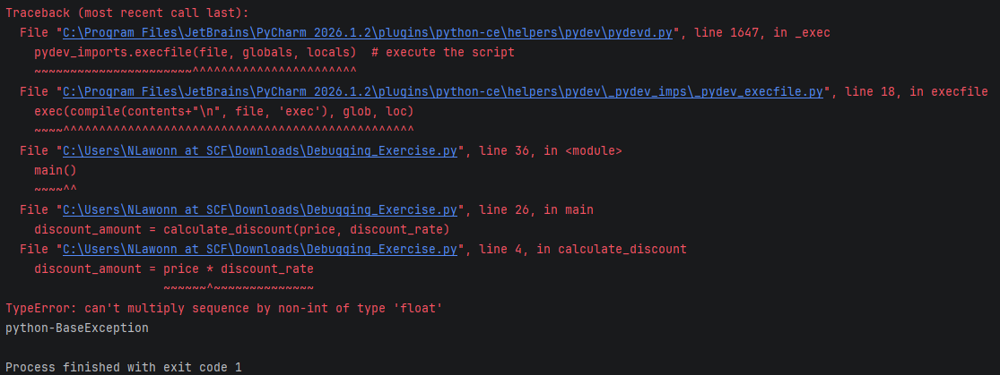 Traceback (most recent call last):
  File "C:\Program Files\JetBrains\PyCharm 2026.1.2\plugins\python-ce\helpers\pydev\pydevd.py", line 1647, in _exec
    pydev_imports.execfile(file, globals, locals)  # execute the script
    ~~~~~~~~~~~~~~~~~~~~~~^^^^^^^^^^^^^^^^^^^^^^^
  File "C:\Program Files\JetBrains\PyCharm 2026.1.2\plugins\python-ce\helpers\pydev\_pydev_imps\_pydev_execfile.py", line 18, in execfile
    exec(compile(contents+"\n", file, 'exec'), glob, loc)
    ~~~~^^^^^^^^^^^^^^^^^^^^^^^^^^^^^^^^^^^^^^^^^^^^^^^^^
  File "C:\Users\NLawonn at SCF\Downloads\Debugging_Exercise.py", line 36, in <module>
    main()
    ~~~~^^
  File "C:\Users\NLawonn at SCF\Downloads\Debugging_Exercise.py", line 26, in main
    discount_amount = calculate_discount(price, discount_rate)
  File "C:\Users\NLawonn at SCF\Downloads\Debugging_Exercise.py", line 4, in calculate_discount
    discount_amount = price * discount_rate
                      ~~~~~~^~~~~~~~~~~~~~~
TypeError: can't multiply sequence by non-int of type 'float'
python-BaseException

Process finished with exit code 1